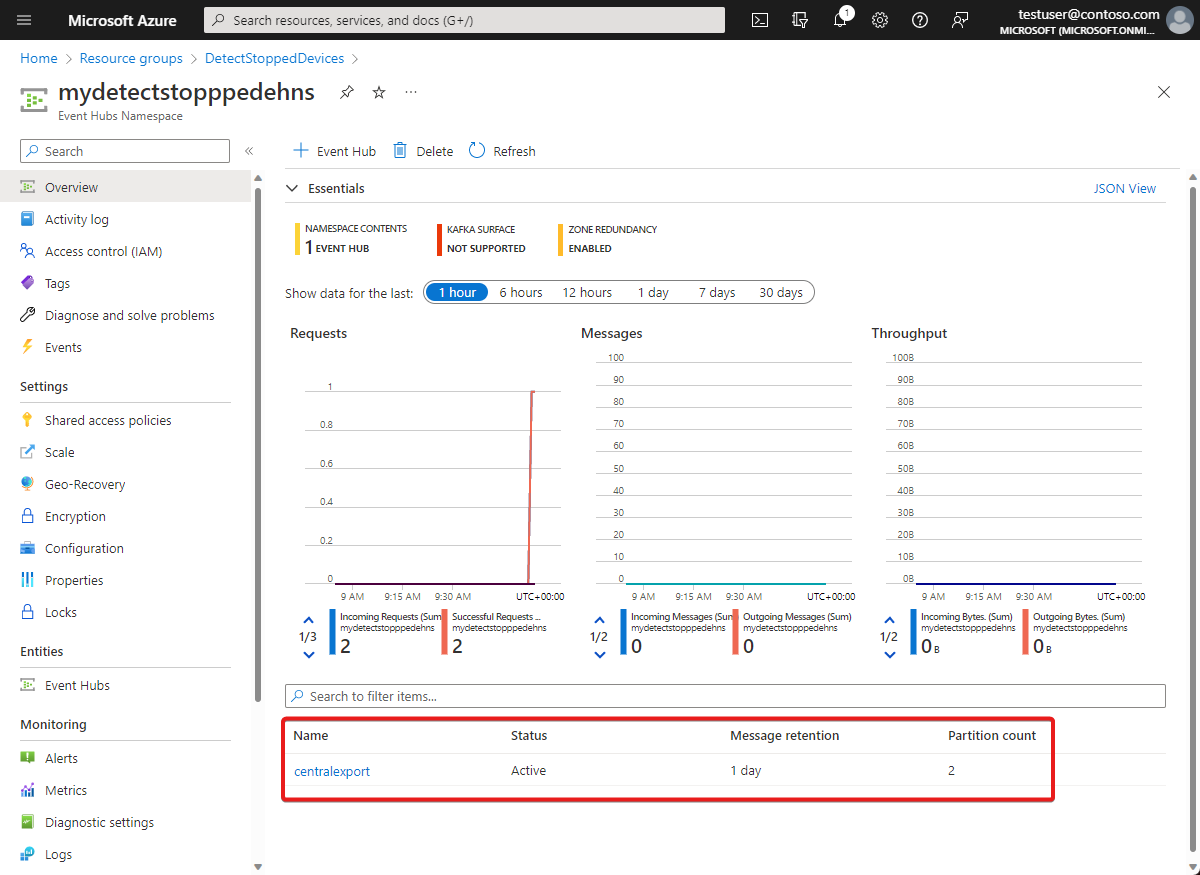 Microsoft Azure
Search resources, services, and docs (G+/)
1
testuser@contoso.com
MICROSOFT (MICROSOFT.ONMI...
Home > Resource groups > DetectStoppedDevices >
mydetectstopppedehns
...
Event Hubs Namespace
Search
«
Overview
Activity log
Access control (IAM)
Tags
Diagnose and solve problems
Events
Settings
Shared access policies
Scale
Geo-Recovery
Encryption
Configuration
Properties
Locks
Entities
Event Hubs
Monitoring
Alerts
Metrics
Diagnostic settings
Logs
Event Hub Delete Refresh
Essentials JSON View
NAMESPACE CONTENTS
1 EVENT HUB
KAFKA SURFACE
NOT SUPPORTED
ZONE REDUNDANCY
ENABLED
Show data for the last: 1 hour 6 hours 12 hours 1 day 7 days 30 days
Requests
1
0.8
0.6
0.4
0.2
0
9 AM 9:15 AM 9:30 AM UTC+00:00
1/3
Incoming Requests (Sum)
mydetectstopppedehns
2
Successful Requests ...
mydetectstopppedehns
2
Messages
100
90
80
70
60
50
40
30
20
10
0
9 AM 9:15 AM 9:30 AM UTC+00:00
1/2
Incoming Messages (Sum)
mydetectstopppedehns
0
Outgoing Messages (Sum)
mydetectstopppedehns
0
Throughput
100B
90B
80B
70B
60B
50B
40B
30B
20B
10B
0B
9 AM 9:15 AM 9:30 AM UTC+00:00
1/2
Incoming Bytes. (Sum)
mydetectstopppedehns
0 B
Outgoing Bytes. (Sum)
mydetectstopppedehns
0 B
Search to filter items...
Name Status Message retention Partition count
centralexport Active 1 day 2